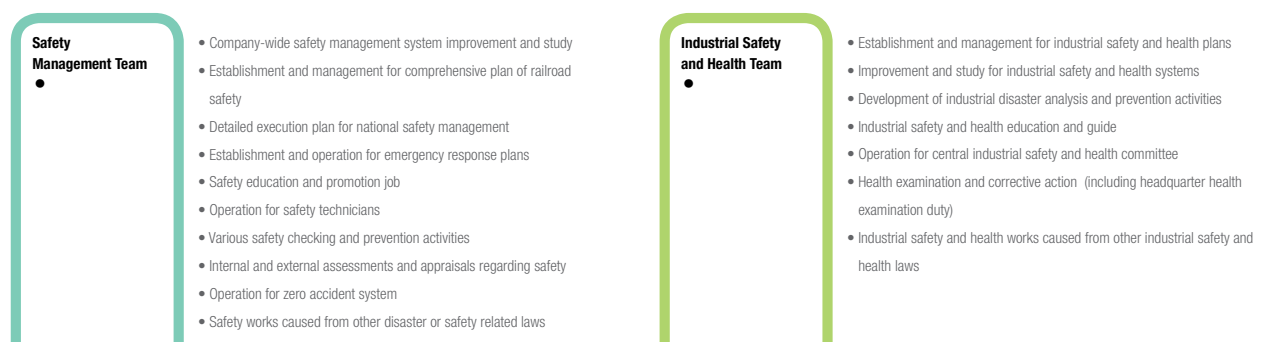 Safety
Management Team
●
• Company-wide safety management system improvement and study
• Establishment and management for comprehensive plan of railroad
safety
• Detailed execution plan for national safety management
• Establishment and operation for emergency response plans
• Safety education and promotion job
• Operation for safety technicians
• Various safety checking and prevention activities
• Internal and external assessments and appraisals regarding safety
• Operation for zero accident system
• Safety works caused from other disaster or safety related laws
Industrial Safety
and Health Team
●
• Establishment and management for industrial safety and health plans
• Improvement and study for industrial safety and health systems
• Development of industrial disaster analysis and prevention activities
• Industrial safety and health education and guide
• Operation for central industrial safety and health committee
• Health examination and corrective action (including headquarter health
examination duty)
• Industrial safety and health works caused from other industrial safety and
health laws